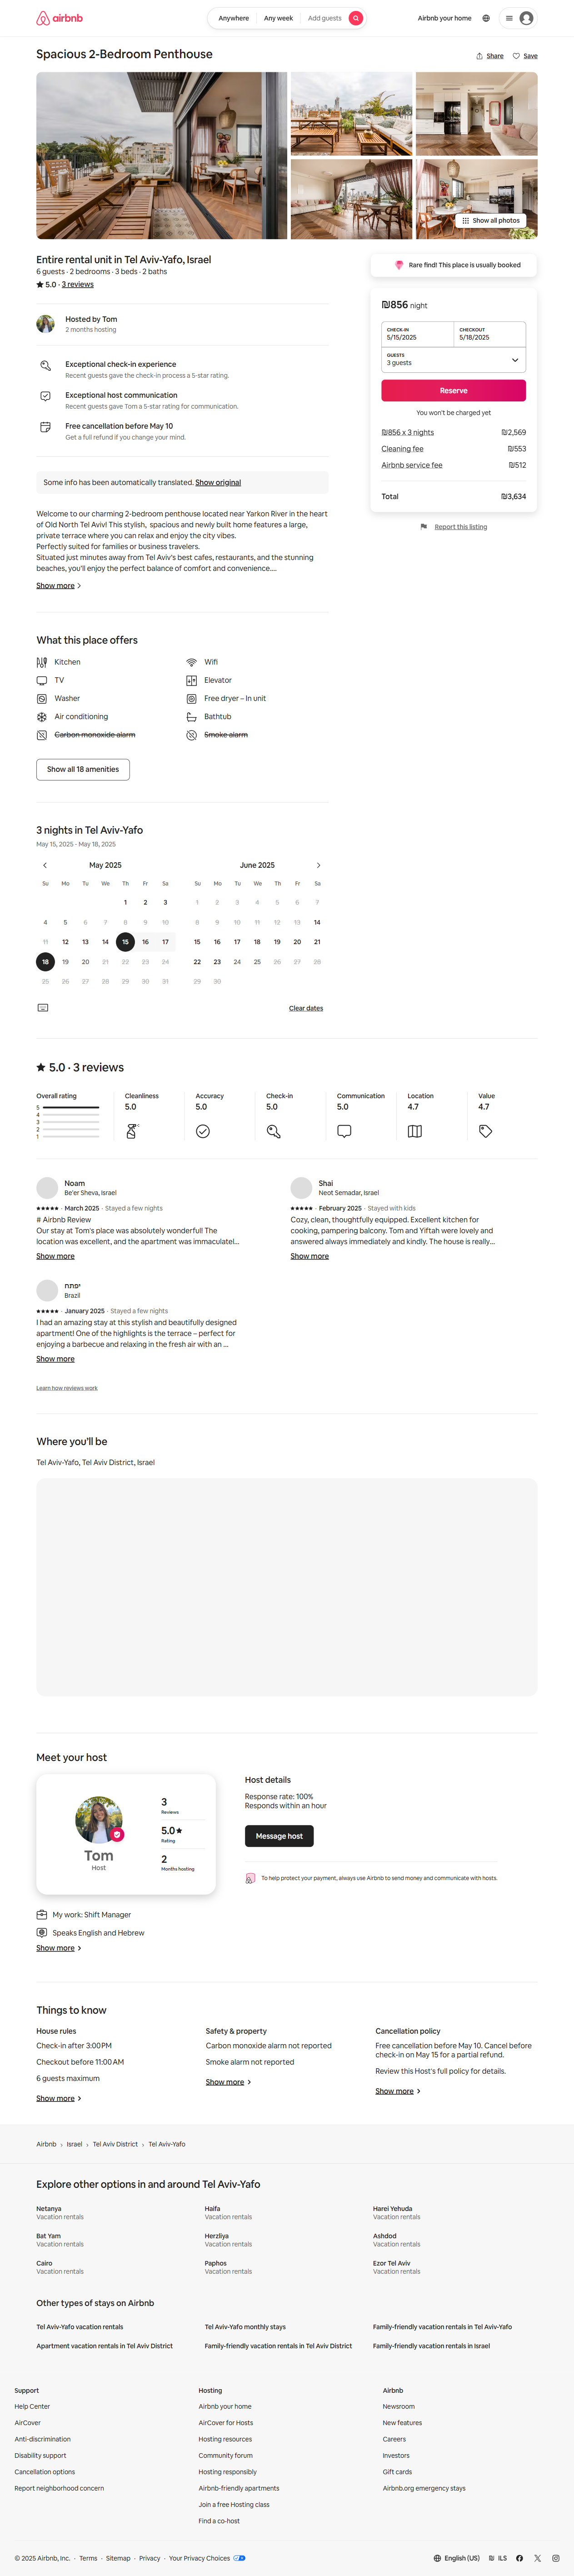 airbnb
Anywhere
Any week
Add guests
Airbnb your home
Spacious 2-Bedroom Penthouse
Share
Save
Show all photos
Entire rental unit in Tel Aviv-Yafo, Israel
6 guests · 2 bedrooms · 3 beds · 2 baths
5.0 · 3 reviews
Hosted by Tom
2 months hosting
Exceptional check-in experience
Recent guests gave the check-in process a 5-star rating.
Exceptional host communication
Recent guests gave Tom a 5-star rating for communication.
Free cancellation before May 10
Get a full refund if you change your mind.
Some info has been automatically translated. Show original
Welcome to our charming 2-bedroom penthouse located near Yarkon River in the heart
of Old North Tel Aviv! This stylish, spacious and newly built home features a large,
private terrace where you can relax and enjoy the city vibes.
Perfectly suited for families or business travelers.
Situated just minutes away from Tel Aviv's best cafes, restaurants, and the stunning
beaches, you'll enjoy the perfect balance of comfort and convenience....
Show more
Rare find! This place is usually booked
₪856 night
CHECK-IN
5/15/2025
CHECKOUT
5/18/2025
GUESTS
3 guests
Reserve
You won't be charged yet
₪856 x 3 nights
₪2,569
Cleaning fee
₪553
Airbnb service fee
₪512
Total
₪3,634
Report this listing
What this place offers
Kitchen
Wifi
TV
Elevator
Washer
Free dryer – In unit
Air conditioning
Bathtub
Carbon monoxide alarm
Smoke alarm
Show all 18 amenities
3 nights in Tel Aviv-Yafo
May 15, 2025 - May 18, 2025
May 2025
Su Mo Tu We Th Fr Sa
1 2 3
4 5 6 7 8 9 10
11 12 13 14 15 16 17
18 19 20 21 22 23 24
25 26 27 28 29 30 31
June 2025
Su Mo Tu We Th Fr Sa
1 2 3 4 5 6 7
8 9 10 11 12 13 14
15 16 17 18 19 20 21
22 23 24 25 26 27 28
29 30
Clear dates
5.0 · 3 reviews
Overall rating
5
4
3
2
1
Cleanliness
5.0
Accuracy
5.0
Check-in
5.0
Communication
5.0
Location
4.7
Value
4.7
Noam
Be'er Sheva, Israel
· March 2025 · Stayed a few nights
# Airbnb Review
Our stay at Tom's place was absolutely wonderful! The
location was excellent, and the apartment was immaculatel...
Show more
Shai
Neot Semadar, Israel
· February 2025 · Stayed with kids
Cozy, clean, thoughtfully equipped. Excellent kitchen for
cooking, pampering balcony. Tom and Yiftah were lovely and
answered always immediately and kindly. The house is really...
Show more
יפתח
Brazil
· January 2025 · Stayed a few nights
I had an amazing stay at this stylish and beautifully designed
apartment! One of the highlights is the terrace – perfect for
enjoying a barbecue and relaxing in the fresh air with an ...
Show more
Learn how reviews work
Where you'll be
Tel Aviv-Yafo, Tel Aviv District, Israel
Meet your host
Tom
Host
3
Reviews
5.0
Rating
2
Months hosting
My work: Shift Manager
Speaks English and Hebrew
Show more
Host details
Response rate: 100%
Responds within an hour
Message host
To help protect your payment, always use Airbnb to send money and communicate with hosts.
Things to know
House rules
Check-in after 3:00 PM
Checkout before 11:00 AM
6 guests maximum
Show more
Safety & property
Carbon monoxide alarm not reported
Smoke alarm not reported
Show more
Cancellation policy
Free cancellation before May 10. Cancel before
check-in on May 15 for a partial refund.
Review this Host's full policy for details.
Show more
Airbnb
Israel
Tel Aviv District
Tel Aviv-Yafo
Explore other options in and around Tel Aviv-Yafo
Netanya
Vacation rentals
Haifa
Vacation rentals
Harei Yehuda
Vacation rentals
Bat Yam
Vacation rentals
Herzliya
Vacation rentals
Ashdod
Vacation rentals
Cairo
Vacation rentals
Paphos
Vacation rentals
Ezor Tel Aviv
Vacation rentals
Other types of stays on Airbnb
Tel Aviv-Yafo vacation rentals
Tel Aviv-Yafo monthly stays
Family-friendly vacation rentals in Tel Aviv-Yafo
Apartment vacation rentals in Tel Aviv District
Family-friendly vacation rentals in Tel Aviv District
Family-friendly vacation rentals in Israel
Support
Help Center
AirCover
Anti-discrimination
Disability support
Cancellation options
Report neighborhood concern
Hosting
Airbnb your home
AirCover for Hosts
Hosting resources
Community forum
Hosting responsibly
Airbnb-friendly apartments
Join a free Hosting class
Find a co-host
Airbnb
Newsroom
New features
Careers
Investors
Gift cards
Airbnb.org emergency stays
© 2025 Airbnb, Inc. · Terms · Sitemap · Privacy · Your Privacy Choices
English (US)
₪ ILS